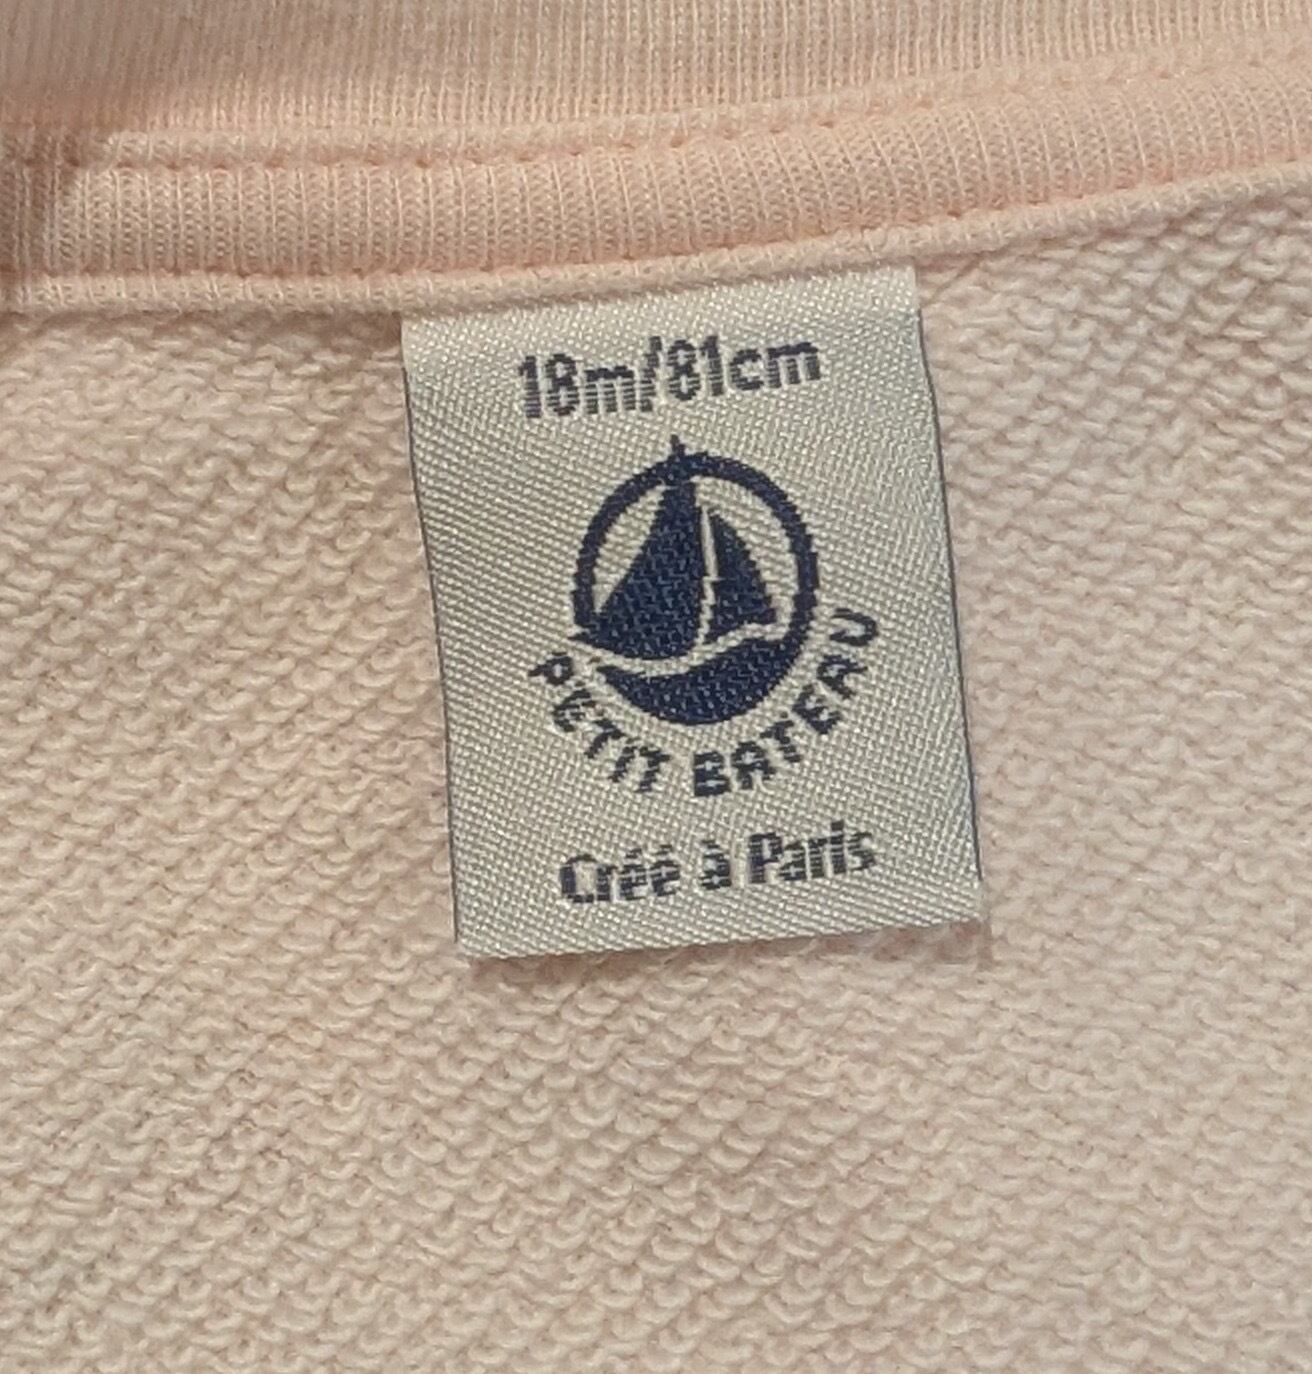 18m/81cm
PETIT BATEAU
Créé à Paris